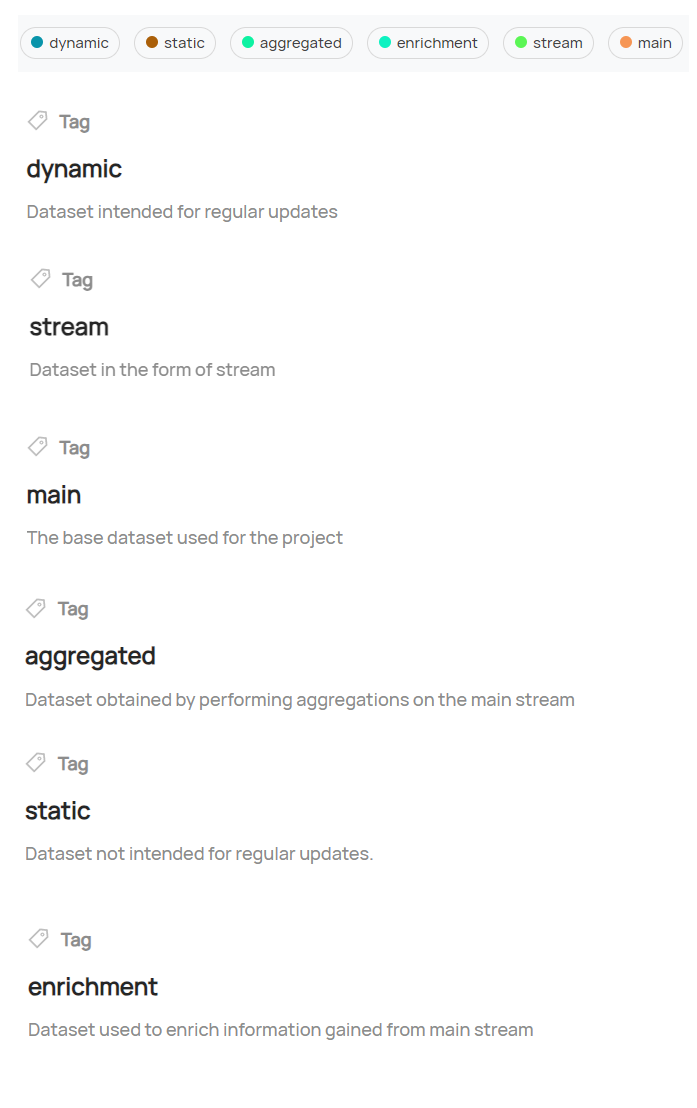 dynamic static aggregated enrichment stream main
Tag
dynamic
Dataset intended for regular updates
Tag
stream
Dataset in the form of stream
Tag
main
The base dataset used for the project
Tag
aggregated
Dataset obtained by performing aggregations on the main stream
Tag
static
Dataset not intended for regular updates.
Tag
enrichment
Dataset used to enrich information gained from main stream